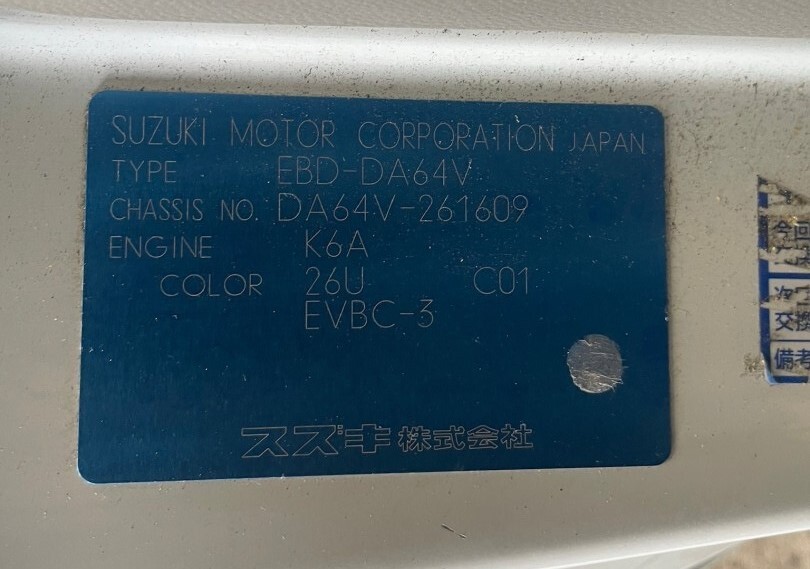 SUZUKI MOTOR CORPORATION JAPAN
TYPE EBD-DA64V
CHASSIS NO. DA64V-261609
ENGINE K6A
COLOR 26U C01
EVBC-3
スズキ株式会社
今回
次
交換
備考